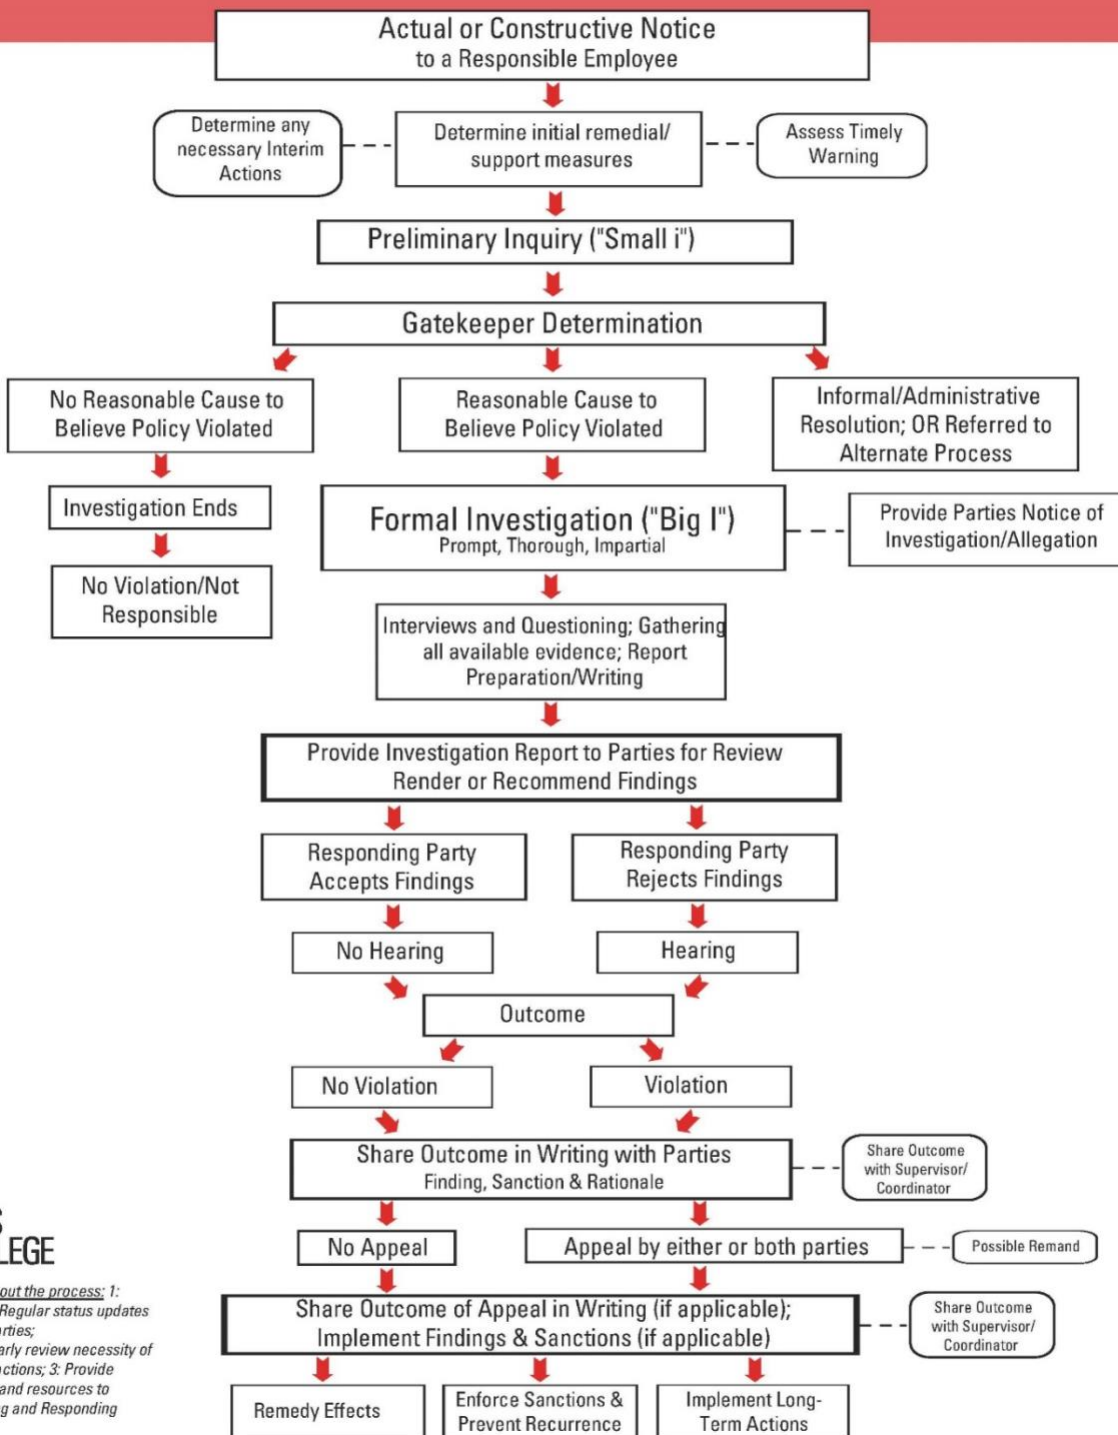 Actual or Constructive Notice
to a Responsible Employee
Determine any
necessary Interim
Actions
Determine initial remedial/
support measures
Assess Timely
Warning
Preliminary Inquiry ("Small i")
Gatekeeper Determination
No Reasonable Cause to
Believe Policy Violated
Reasonable Cause to
Believe Policy Violated
Informal/Administrative
Resolution; OR Referred to
Alternate Process
Investigation Ends
Formal Investigation ("Big I")
Prompt, Thorough, Impartial
Provide Parties Notice of
Investigation/Allegation
No Violation/Not
Responsible
Interviews and Questioning; Gathering
all available evidence; Report
Preparation/Writing
Provide Investigation Report to Parties for Review
Render or Recommend Findings
Responding Party
Accepts Findings
Responding Party
Rejects Findings
No Hearing
Hearing
Outcome
No Violation
Violation
Share Outcome in Writing with Parties
Finding, Sanction & Rationale
Share Outcome
with Supervisor/
Coordinator
No Appeal
Appeal by either or both parties
Possible Remand
Share Outcome of Appeal in Writing (if applicable);
Implement Findings & Sanctions (if applicable)
Share Outcome
with Supervisor/
Coordinator
Remedy Effects
Enforce Sanctions &
Prevent Recurrence
Implement Long-
Term Actions
S
LEGE
out the process: 1:
Regular status updates
rties;
arly review necessity of
ctions; 3: Provide
and resources to
g and Responding